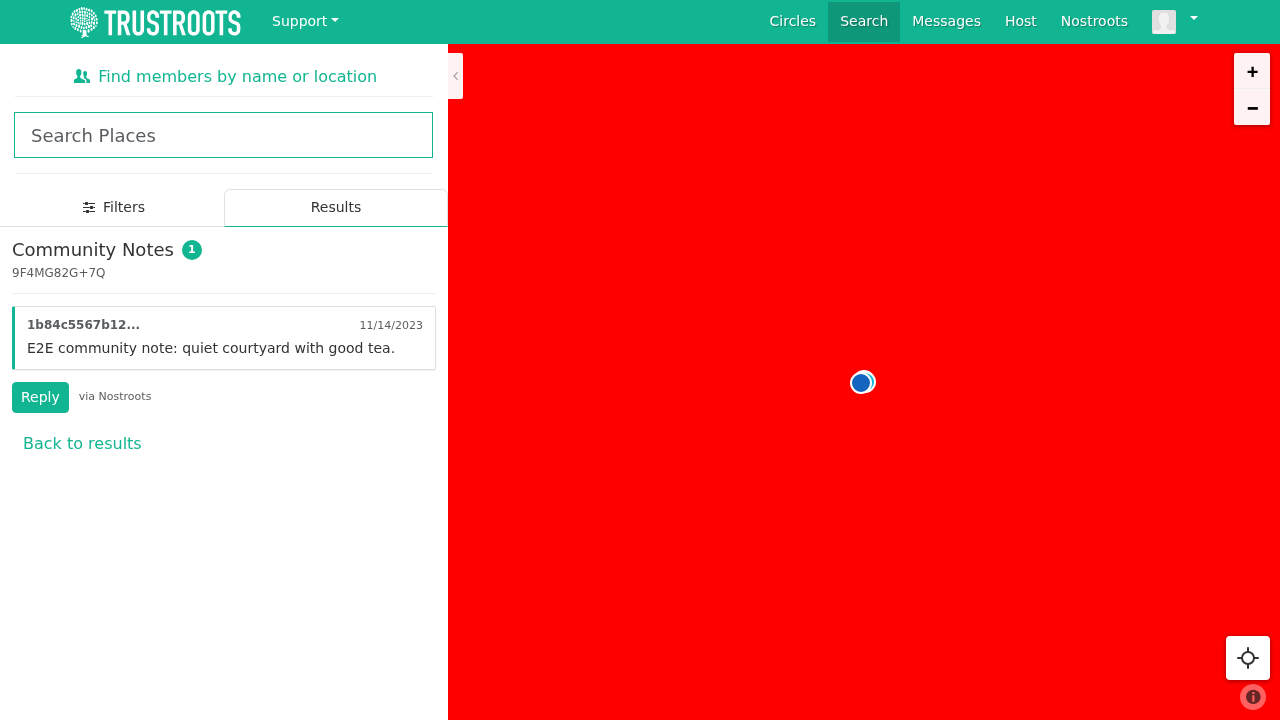 TRUSTROOTS
Support
Circles
Search
Messages
Host
Nostroots
Find members by name or location
Search Places
Filters
Results
Community Notes 1
9F4MG82G+7Q
1b84c5567b12...
11/14/2023
E2E community note: quiet courtyard with good tea.
Reply
via Nostroots
Back to results
+
−